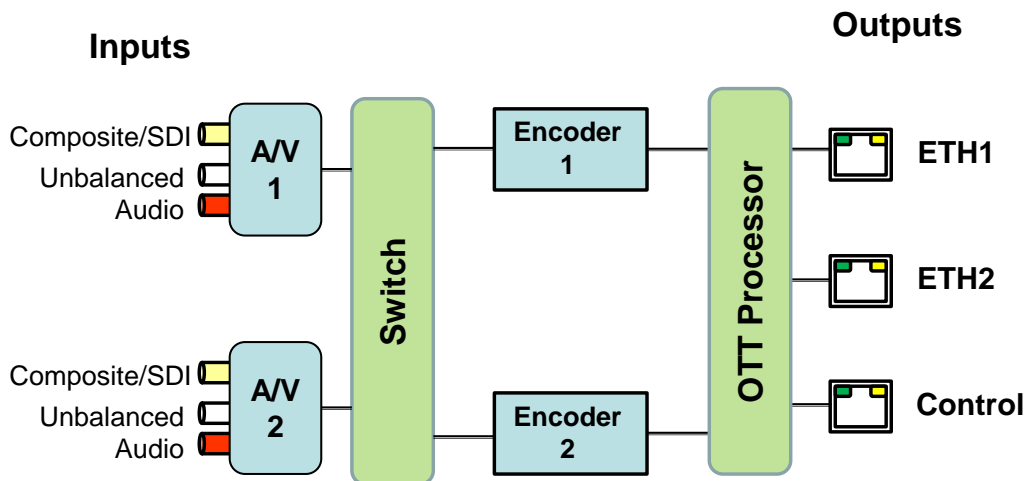 Inputs
Outputs
Composite/SDI
Unbalanced
Audio
A/V
1
Composite/SDI
Unbalanced
Audio
A/V
2
Switch
Encoder
1
Encoder
2
OTT Processor
ETH1
ETH2
Control